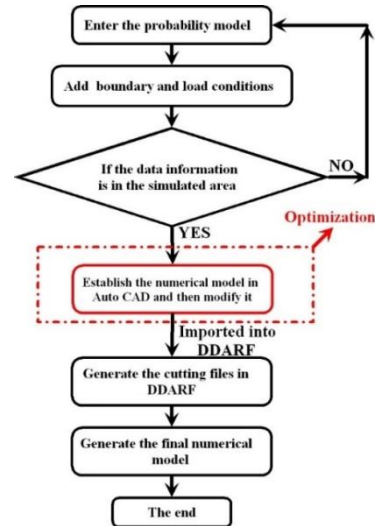 Enter the probability model
Add boundary and load conditions
If the data information
is in the simulated area
NO
Optimization
YES
Establish the numerical model in
Auto CAD and then modify it
Imported into
DDARF
Generate the cutting files in
DDARF
Generate the final numerical
model
The end